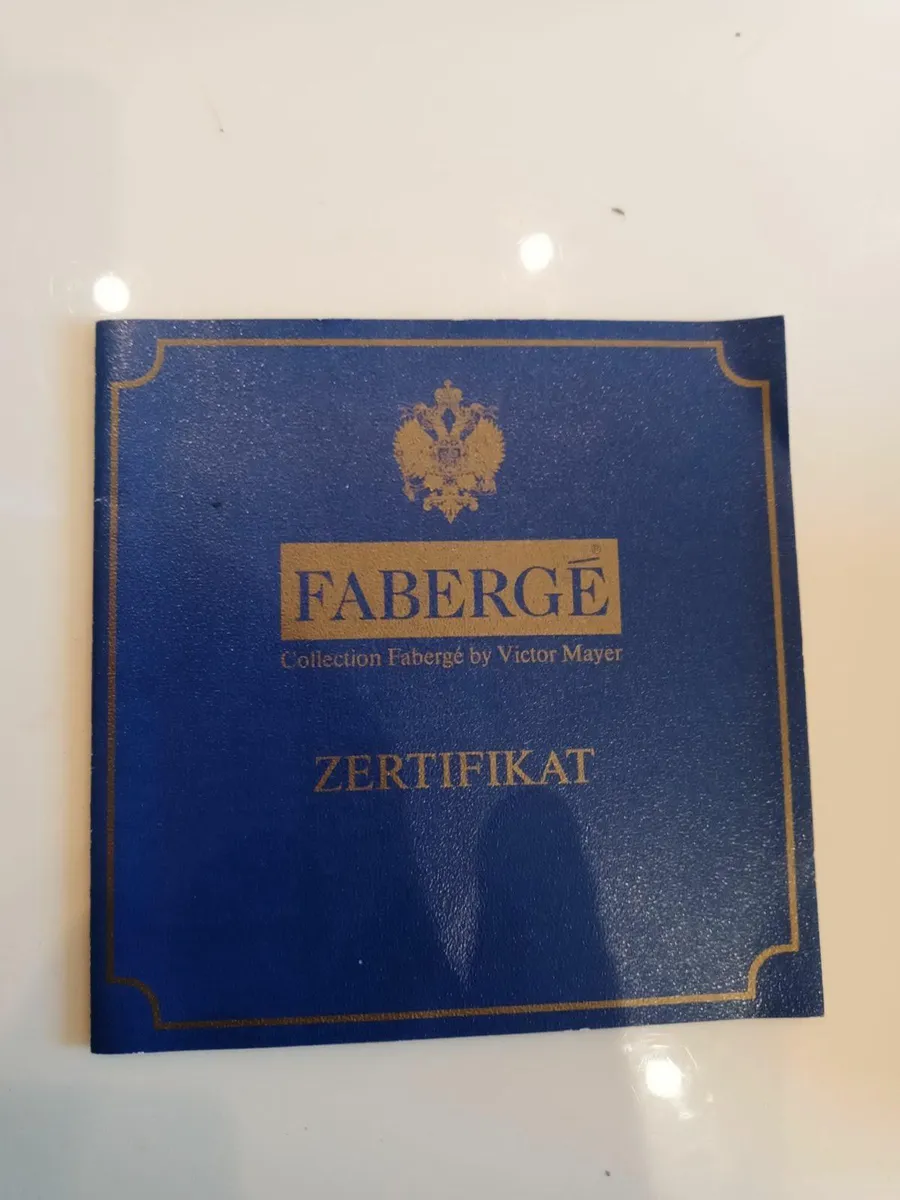 FABERGÉ®
Collection Fabergé by Victor Mayer
ZERTIFIKAT